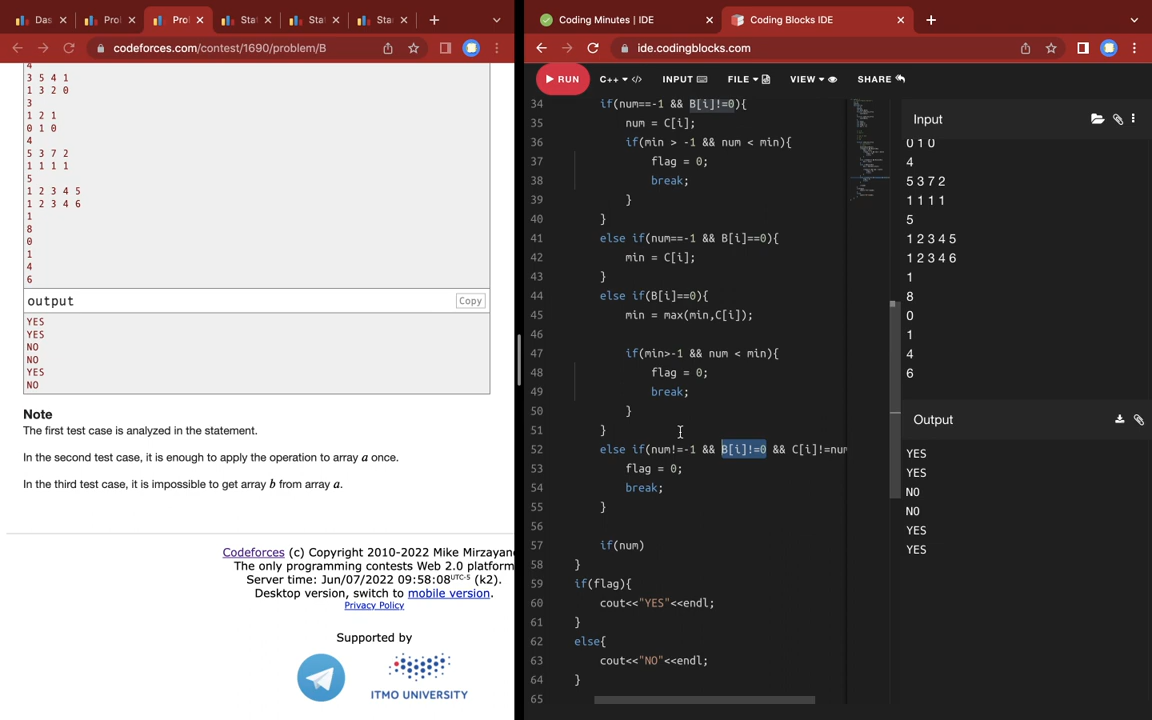 Das
Prol
Prol
Stat
Stat
Stat
codeforces.com/contest/1690/problem/B
4
3 5 4 1
1 3 2 0
3
1 2 1
0 1 0
4
5 3 7 2
1 1 1 1
5
1 2 3 4 5
1 2 3 4 6
1
8
0
1
4
6
output
Copy
YES
YES
NO
NO
YES
NO
Note
The first test case is analyzed in the statement.
In the second test case, it is enough to apply the operation to array a once.
In the third test case, it is impossible to get array b from array a.
Codeforces (c) Copyright 2010-2022 Mike Mirzayan
The only programming contests Web 2.0 platform
Server time: Jun/07/2022 09:58:08UTC-5 (k2).
Desktop version, switch to mobile version.
Privacy Policy
Supported by
ITMO UNIVERSITY
Coding Minutes | IDE
Coding Blocks IDE
ide.codingblocks.com
RUN
C++ </>
INPUT
FILE
VIEW
SHARE
34 if(num==-1 && B[i]!=0){
35 num = C[i];
36 if(min > -1 && num < min){
37 flag = 0;
38 break;
39 }
40 }
41 else if(num==-1 && B[i]==0){
42 min = C[i];
43 }
44 else if(B[i]==0){
45 min = max(min,C[i]);
46
47 if(min>-1 && num < min){
48 flag = 0;
49 break;
50 }
51 }
52 else if(num!=-1 && B[i]!=0 && C[i]!=num
53 flag = 0;
54 break;
55 }
56
57 if(num)
58 }
59 if(flag){
60 cout<<"YES"<<endl;
61 }
62 else{
63 cout<<"NO"<<endl;
64 }
65
Input
0 1 0
4
5 3 7 2
1 1 1 1
5
1 2 3 4 5
1 2 3 4 6
1
8
0
1
4
6
Output
YES
YES
NO
NO
YES
YES